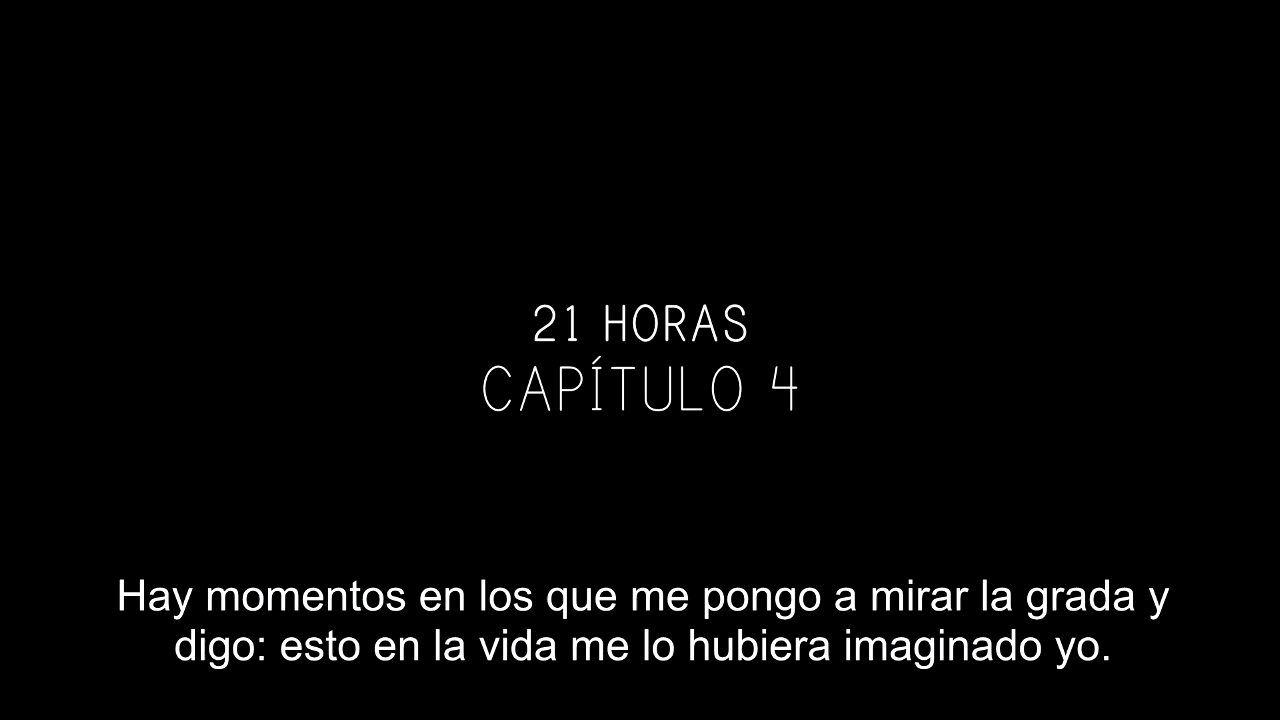 21 HORAS
CAPÍTULO 4
Hay momentos en los que me pongo a mirar la grada y
digo: esto en la vida me lo hubiera imaginado yo.